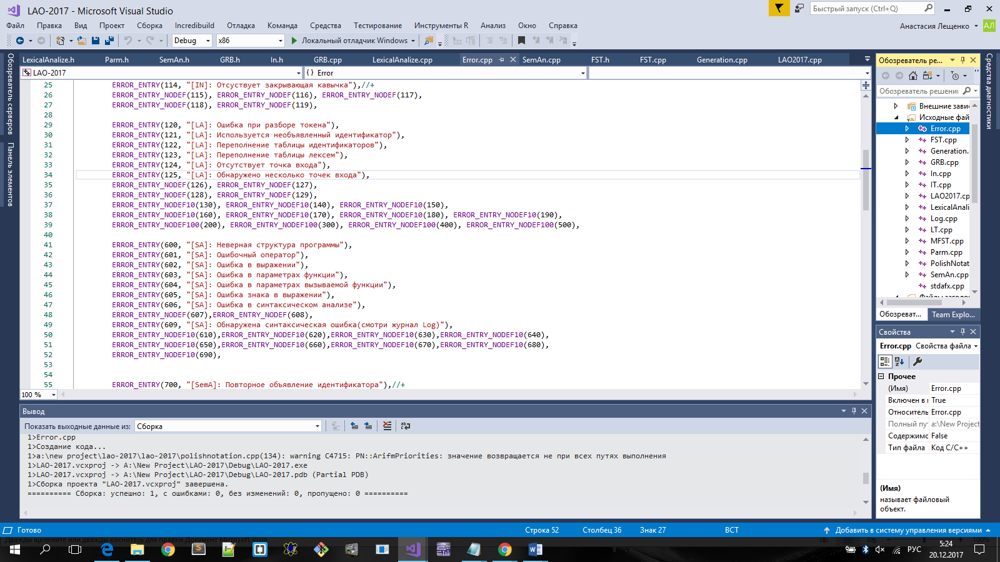 LAO-2017 - Microsoft Visual Studio
Быстрый запуск (Ctrl+Q)
Файл Правка Вид Проект Сборка Incredibuild Отладка Команда Средства Тестирование Инструменты R Анализ Окно Справка
Анастасия Лещенко АЛ
Debug x86 Локальный отладчик Windows
Обозреватель серверов
Панель элементов
LexicalAnalize.h Parm.h SemAn.h GRB.h In.h GRB.cpp LexicalAnalize.cpp Error.cpp SemAn.cpp FST.h FST.cpp Generation.cpp LAO2017.cpp
LAO-2017 {} Error
25 ERROR_ENTRY(114, "[IN]: Отсуствует закрывающая кавычка"),//+
26 ERROR_ENTRY_NODEF(115), ERROR_ENTRY_NODEF(116), ERROR_ENTRY_NODEF(117),
27 ERROR_ENTRY_NODEF(118), ERROR_ENTRY_NODEF(119),
28
29 ERROR_ENTRY(120, "[LA]: Ошибка при разборе токена"),
30 ERROR_ENTRY(121, "[LA]: Используется необъявленный идентификатор"),
31 ERROR_ENTRY(122, "[LA]: Переполнение таблицы идентификаторов"),
32 ERROR_ENTRY(123, "[LA]: Переполнение таблицы лексем"),
33 ERROR_ENTRY(124, "[LA]: Отсутствует точка входа"),
34 ERROR_ENTRY(125, "[LA]: Обнаружено несколько точек входа"),
35 ERROR_ENTRY_NODEF(126), ERROR_ENTRY_NODEF(127),
36 ERROR_ENTRY_NODEF(128), ERROR_ENTRY_NODEF(129),
37 ERROR_ENTRY_NODEF10(130), ERROR_ENTRY_NODEF10(140), ERROR_ENTRY_NODEF10(150),
38 ERROR_ENTRY_NODEF10(160), ERROR_ENTRY_NODEF10(170), ERROR_ENTRY_NODEF10(180), ERROR_ENTRY_NODEF10(190),
39 ERROR_ENTRY_NODEF100(200), ERROR_ENTRY_NODEF100(300), ERROR_ENTRY_NODEF100(400), ERROR_ENTRY_NODEF100(500),
40
41 ERROR_ENTRY(600, "[SA]: Неверная структура программы"),
42 ERROR_ENTRY(601, "[SA]: Ошибочный оператор"),
43 ERROR_ENTRY(602, "[SA]: Ошибка в выражении"),
44 ERROR_ENTRY(603, "[SA]: Ошибка в параметрах функции"),
45 ERROR_ENTRY(604, "[SA]: Ошибка в параметрах вызываемой функции"),
46 ERROR_ENTRY(605, "[SA]: Ошибка знака в выражении"),
47 ERROR_ENTRY(606, "[SA]: Ошибка в синтаксическом анализе"),
48 ERROR_ENTRY_NODEF(607),ERROR_ENTRY_NODEF(608),
49 ERROR_ENTRY(609, "[SA]: Обнаружена синтаксическая ошибка(смотри журнал Log)"),
50 ERROR_ENTRY_NODEF10(610),ERROR_ENTRY_NODEF10(620),ERROR_ENTRY_NODEF10(630),ERROR_ENTRY_NODEF10(640),
51 ERROR_ENTRY_NODEF10(650),ERROR_ENTRY_NODEF10(660),ERROR_ENTRY_NODEF10(670),ERROR_ENTRY_NODEF10(680),
52 ERROR_ENTRY_NODEF10(690),
53
54
55 ERROR_ENTRY(700, "[SemA]: Повторное объявление идентификатора"),//+
100 %
Вывод
Показать выходные данные из: Сборка
1>Error.cpp
1>Создание кода...
1>a:\new project\lao-2017\lao-2017\polishnotation.cpp(134): warning C4715: PN::ArifmPriorities: значение возвращается не при всех путях выполнения
1>LAO-2017.vcxproj -> A:\New Project\LAO-2017\Debug\LAO-2017.exe
1>LAO-2017.vcxproj -> A:\New Project\LAO-2017\Debug\LAO-2017.pdb (Partial PDB)
1>Сборка проекта "LAO-2017.vcxproj" завершена.
========== Сборка: успешно: 1, с ошибками: 0, без изменений: 0, пропущено: 0 ==========
Обозреватель ре...
Обозреватель решени
Внешние зави
Исходные фай
Error.cpp
FST.cpp
Generation.
GRB.cpp
In.cpp
IT.cpp
LAO2017.cp
LexicalAnali
Log.cpp
LT.cpp
MFST.cpp
Parm.cpp
PolishNotat
SemAn.cpp
stdafx.cpp
Файлы заголо
Обозреват... Team Explo...
Свойства
Error.cpp Свойства файла
Прочее
(Имя) Error.cpp
Включен в п True
Относитель Error.cpp
Полный пут a:\New Project
Содержимо False
Тип файла Код C/C++
(Имя)
называет файловый
объект.
Средства диагностики
Готово Строка 52 Столбец 36 Знак 27 ВСТ Добавить в систему управления версиями
Дважды щелкните или дважды коснитесь для правки Документ Microsoft Visio
100%
РУС 5:24
20.12.2017